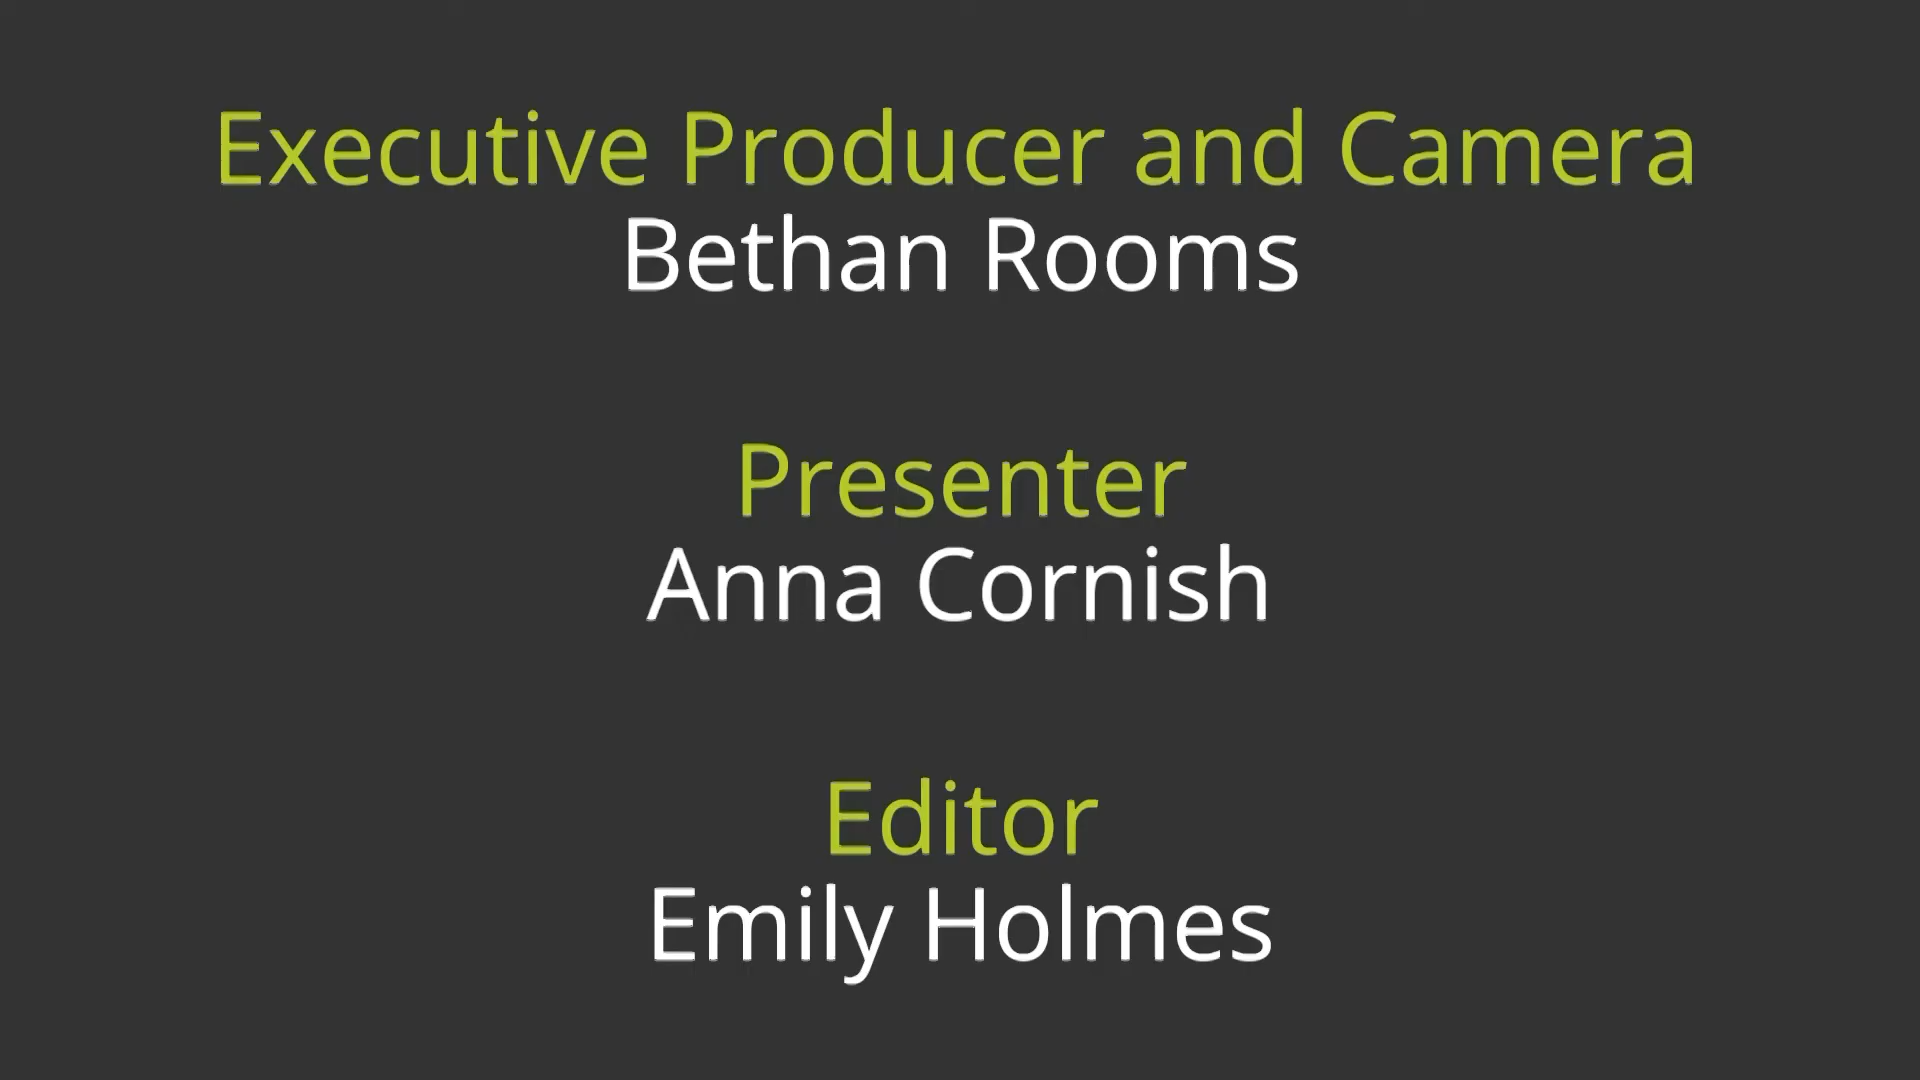 Executive Producer and Camera
Bethan Rooms
Presenter
Anna Cornish
Editor
Emily Holmes